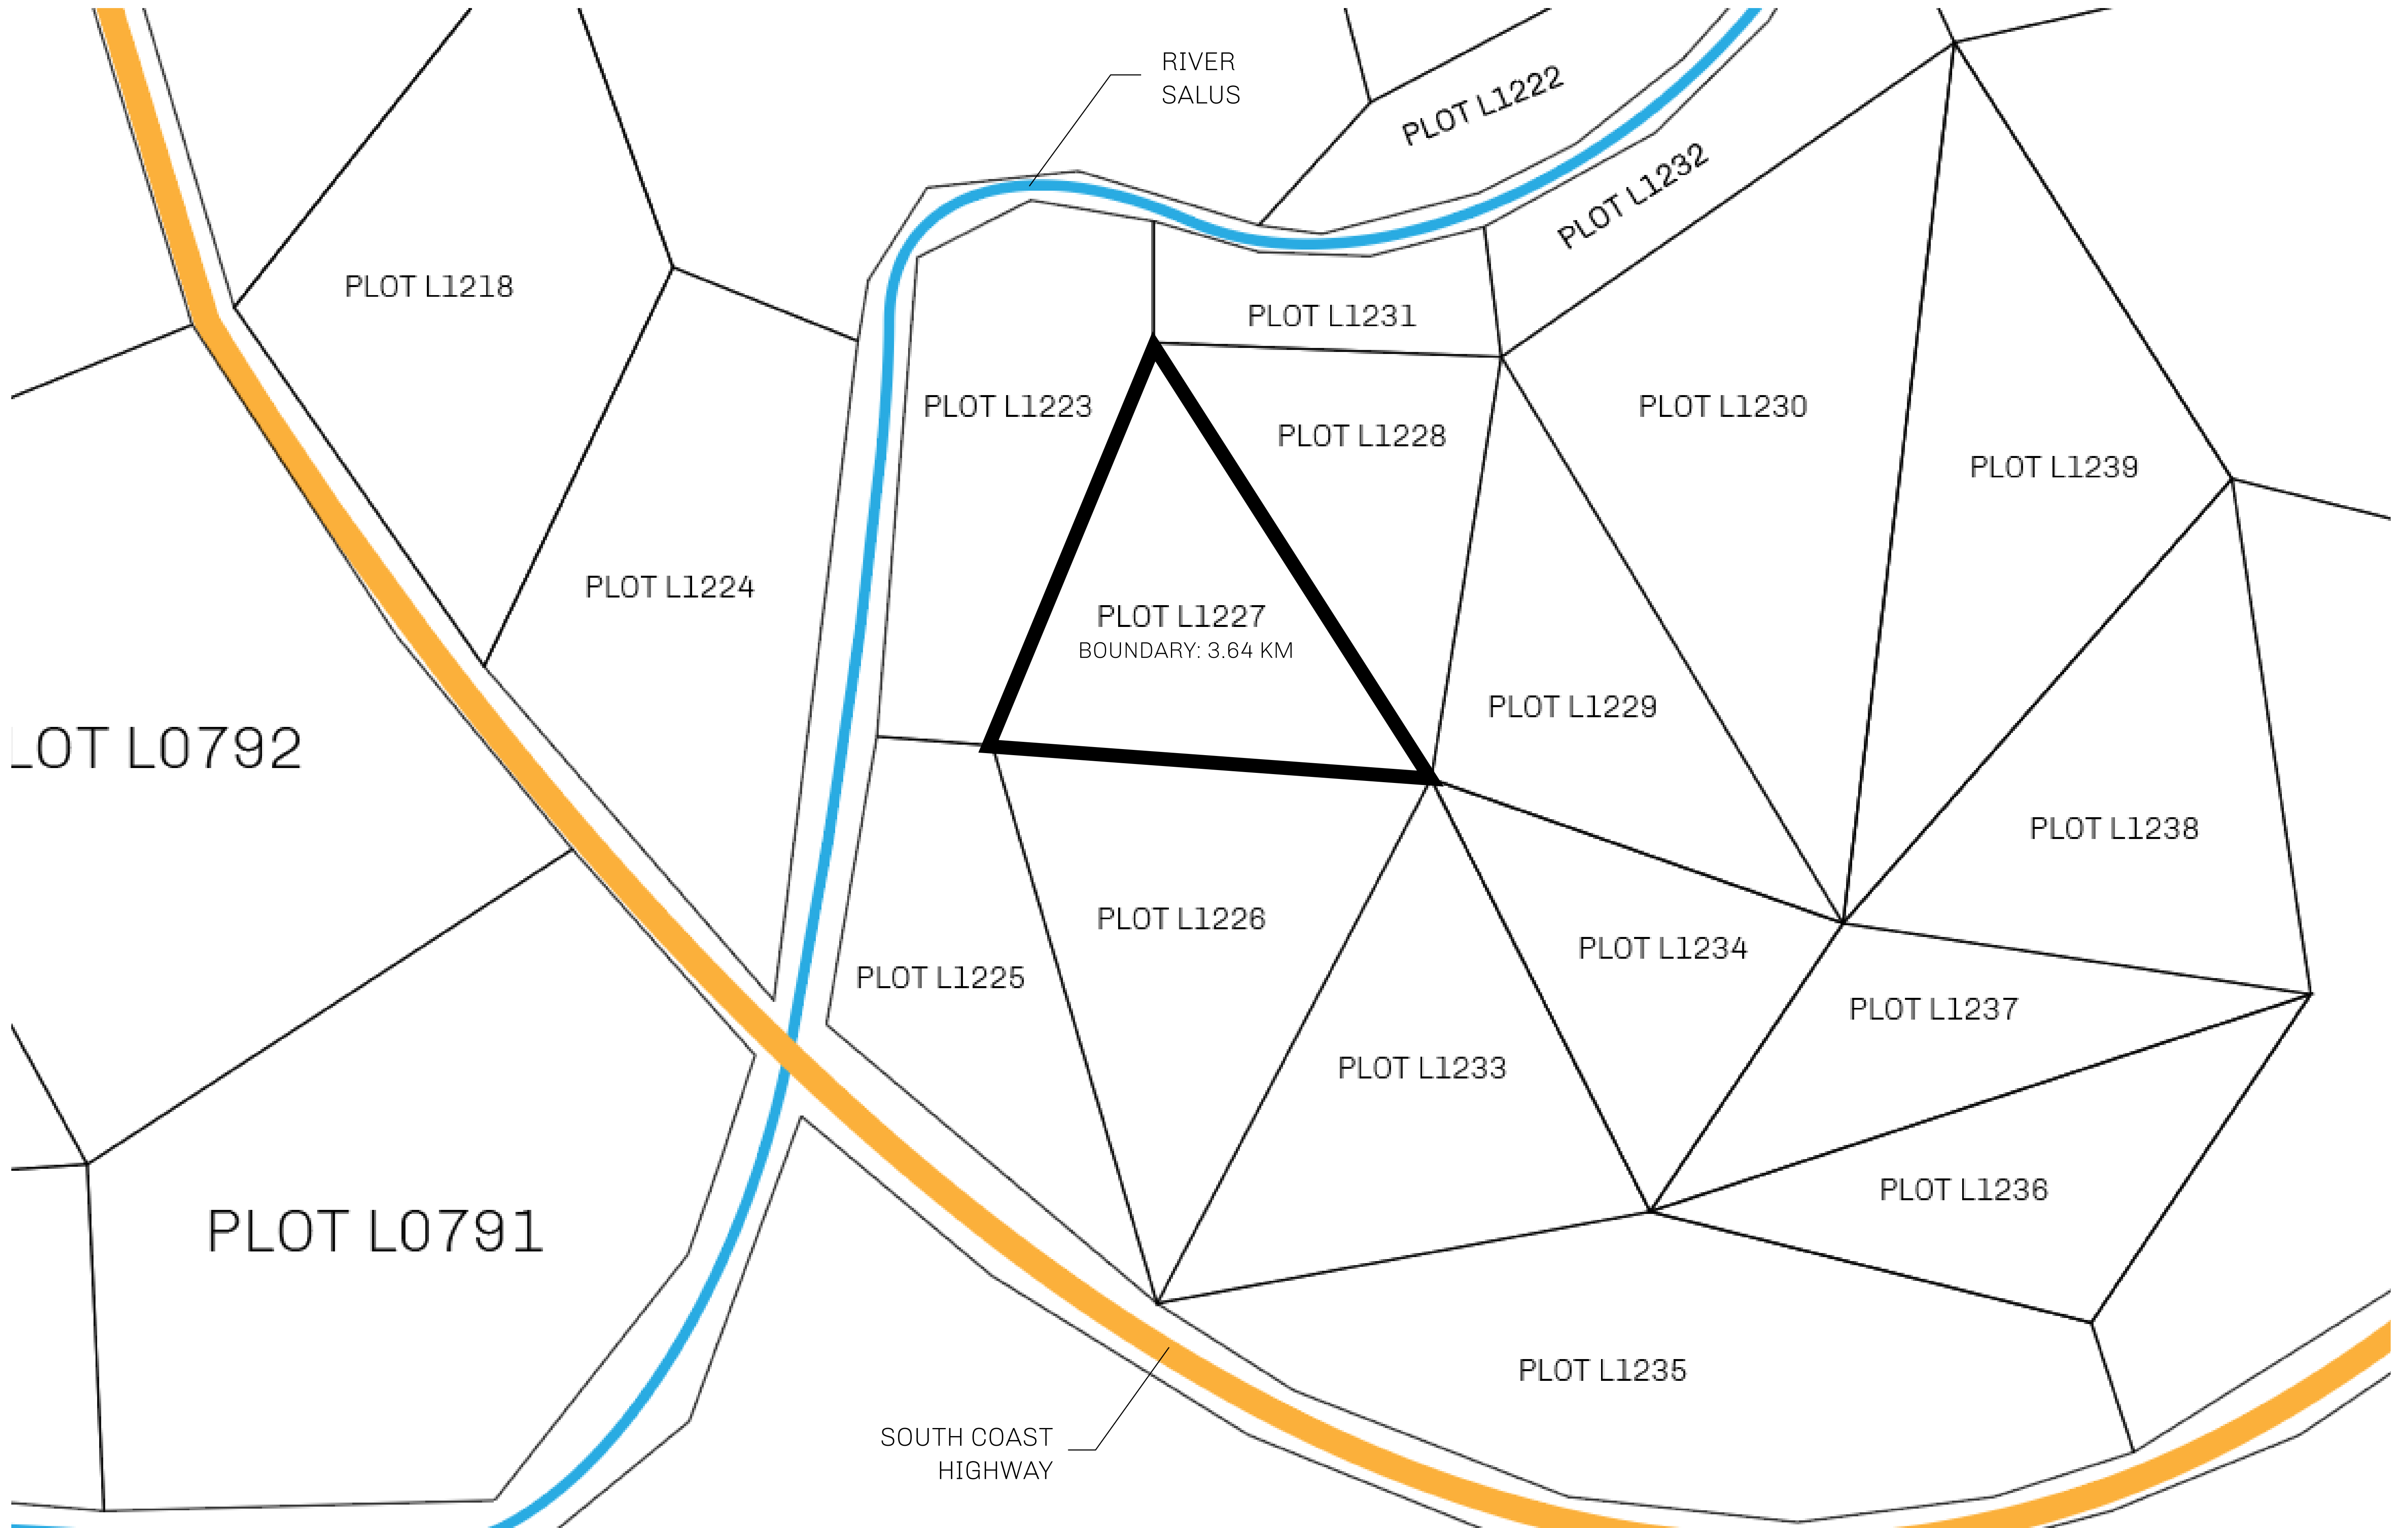 RIVER
SALUS
PLOT L1222
PLOT L1232
PLOT L1218
PLOT L1231
PLOT L1223
PLOT L1230
PLOT L1228
PLOT L1239
PLOT L1224
PLOT L1227
BOUNDARY: 3.64 KM
PLOT L1229
LOT L0792
PLOT L1238
PLOT L1226
PLOT L1234
PLOT L1225
PLOT L1237
PLOT L1233
PLOT L1236
PLOT L0791
PLOT L1235
SOUTH COAST
HIGHWAY